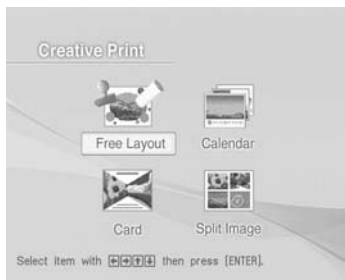 Creative Print
Free Layout Calendar
Card Split Image
Select item with ←→↑↓ then press [ENTER].